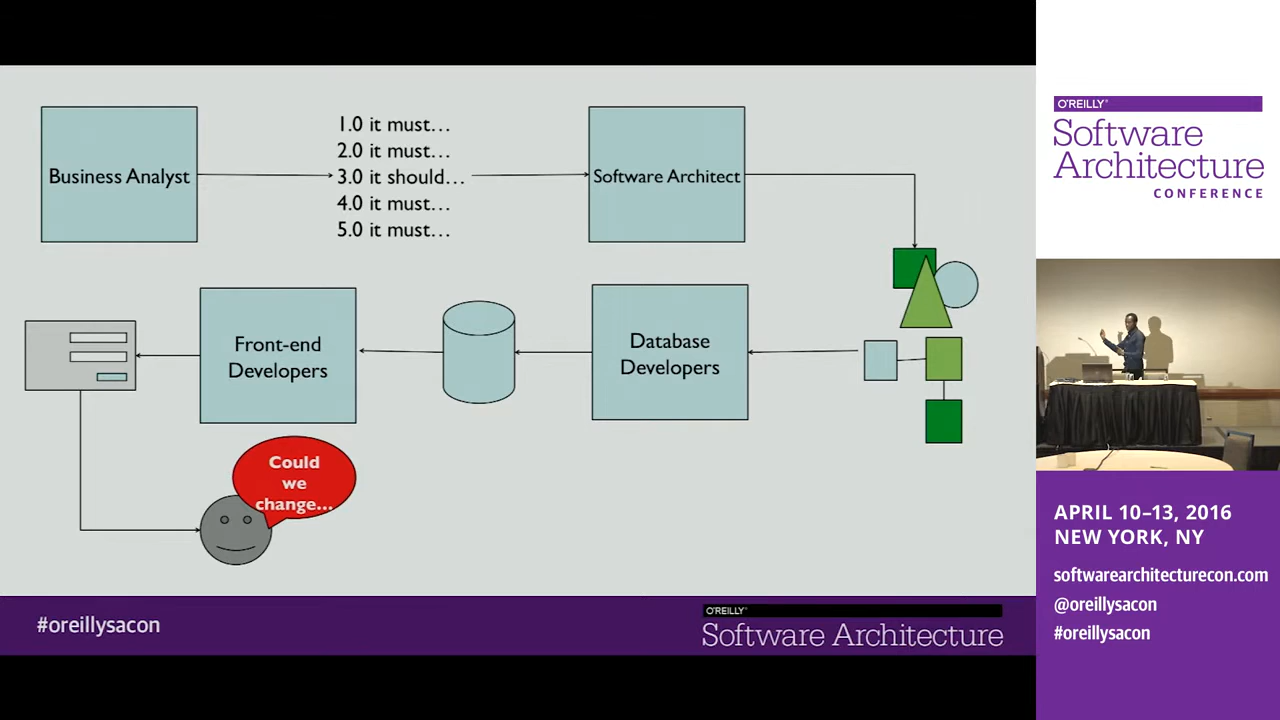 Business Analyst
1.0 it must…
2.0 it must…
3.0 it should…
4.0 it must…
5.0 it must…
Software Architect
Front-end
Developers
Database
Developers
Could
we
change…
#oreillysacon
O'REILLY®
Software Architecture
O'REILLY®
Software
Architecture
CONFERENCE
APRIL 10–13, 2016
NEW YORK, NY
softwarearchitecturecon.com
@oreillysacon
#oreillysacon